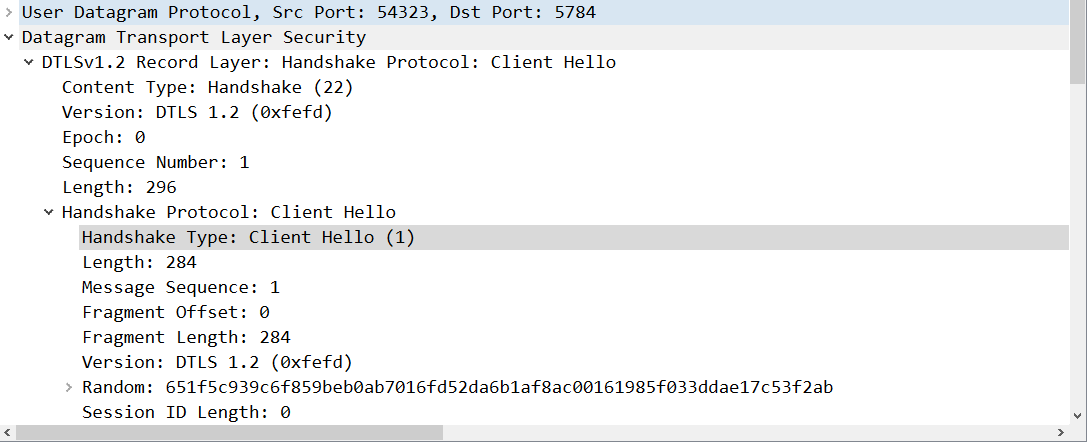 User Datagram Protocol, Src Port: 54323, Dst Port: 5784
Datagram Transport Layer Security
DTLSv1.2 Record Layer: Handshake Protocol: Client Hello
Content Type: Handshake (22)
Version: DTLS 1.2 (0xfefd)
Epoch: 0
Sequence Number: 1
Length: 296
Handshake Protocol: Client Hello
Handshake Type: Client Hello (1)
Length: 284
Message Sequence: 1
Fragment Offset: 0
Fragment Length: 284
Version: DTLS 1.2 (0xfefd)
Random: 651f5c939c6f859beb0ab7016fd52da6b1af8ac00161985f033ddae17c53f2ab
Session ID Length: 0